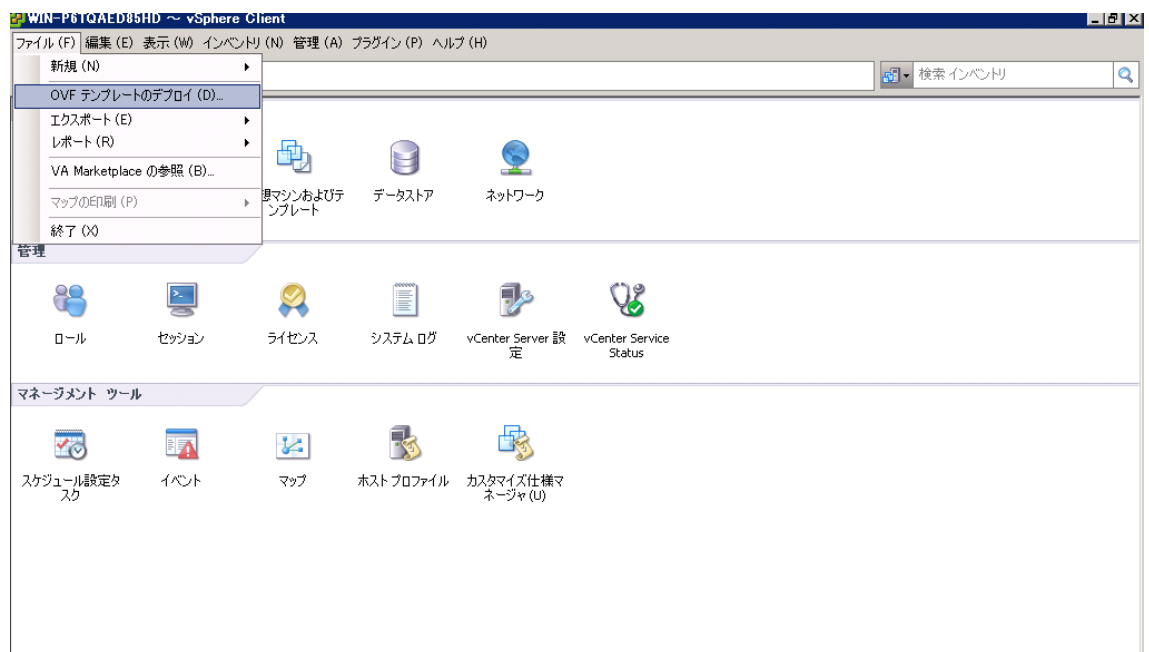 WIN-P61QAED85HD ～ vSphere Client
ファイル (F) 編集 (E) 表示 (W) インベントリ (N) 管理 (A) プラグイン (P) ヘルプ (H)
新規 (N)
検索 インベントリ
OVF テンプレートのデプロイ (D)...
エクスポート (E)
レポート (R)
VA Marketplace の参照 (B)...
マップの印刷 (P)
終了 (X)
想マシンおよびテ
ンプレート
データストア
ネットワーク
管理
ロール
セッション
ライセンス
システム ログ
vCenter Server 設
定
vCenter Service
Status
マネージメント ツール
スケジュール設定タ
スク
イベント
マップ
ホスト プロファイル
カスタマイズ仕様マ
ネージャ (U)